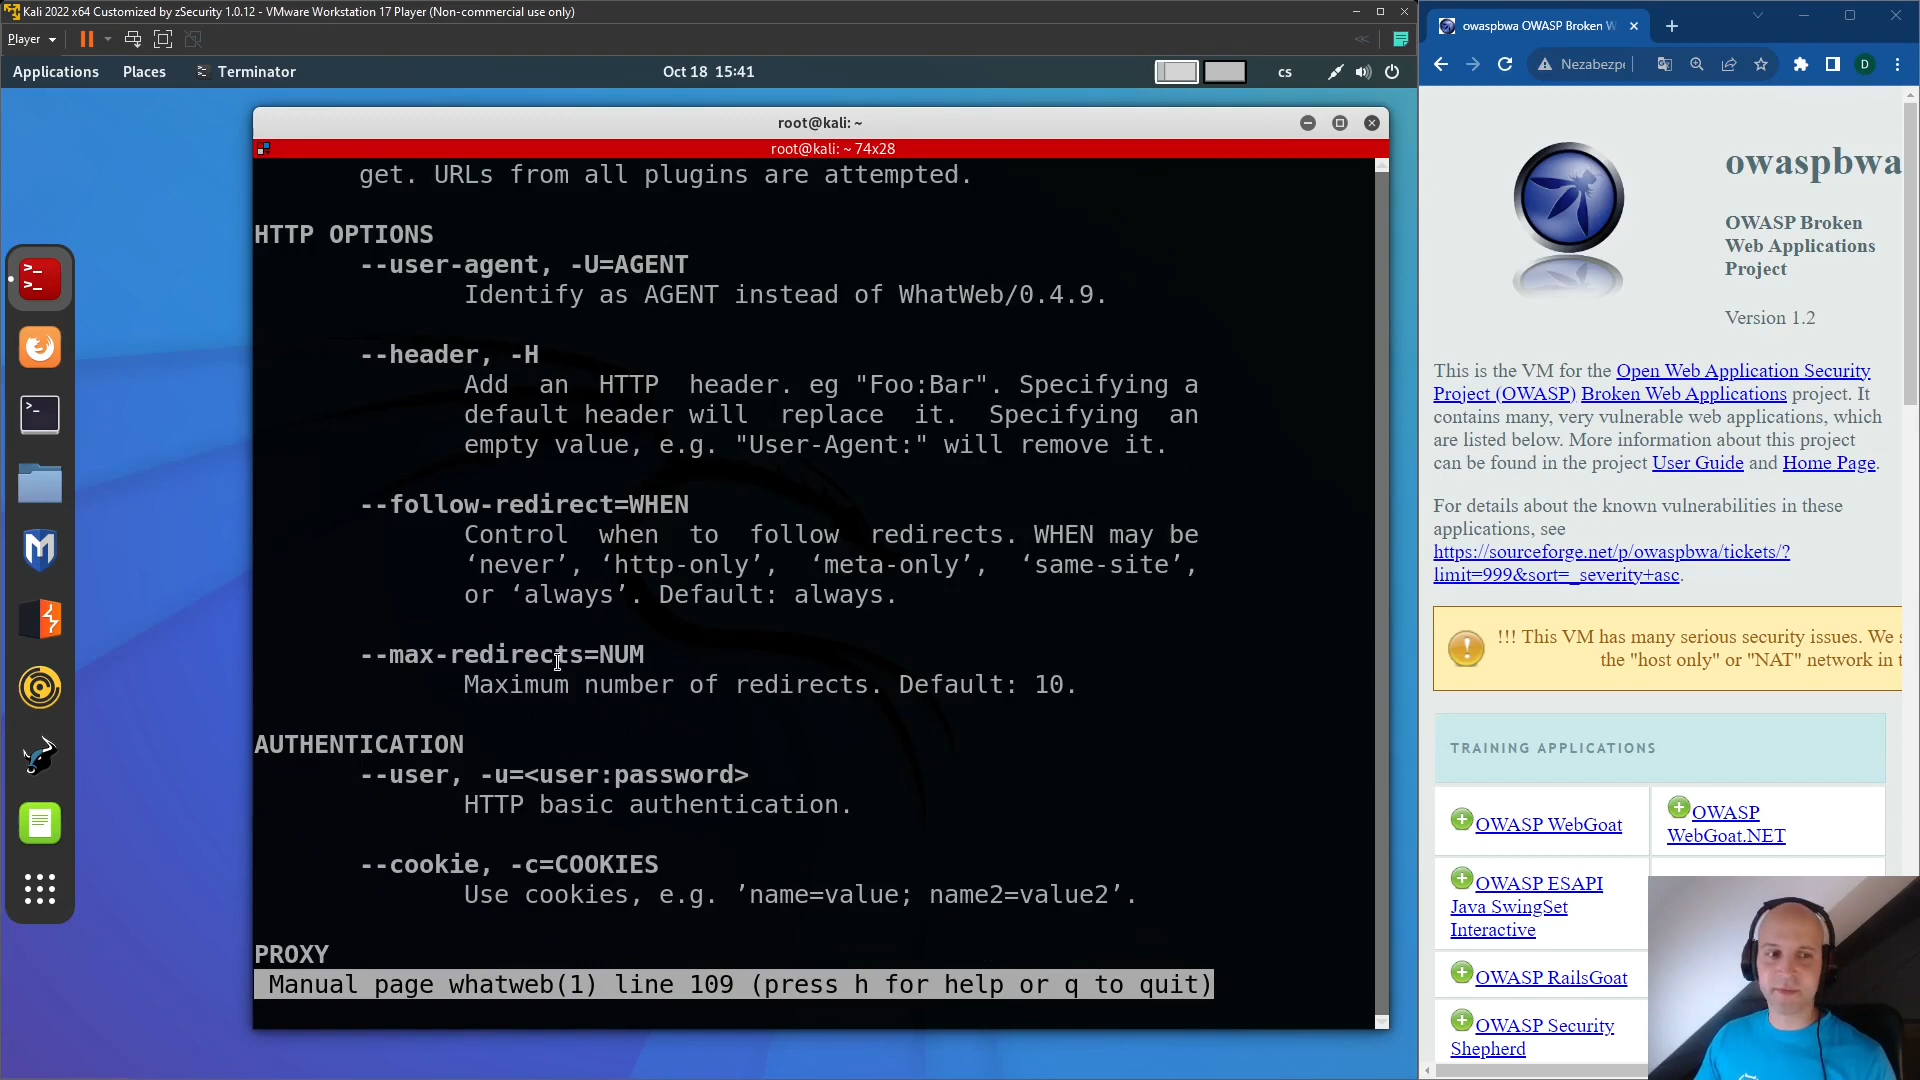 Kali 2022 x64 Customized by zSecurity 1.0.12 - VMware Workstation 17 Player (Non-commercial use only)
Player
Applications Places Terminator Oct 18 15:41 cs
root@kali: ~
root@kali: ~ 74x28
get. URLs from all plugins are attempted.
HTTP OPTIONS
--user-agent, -U=AGENT
Identify as AGENT instead of WhatWeb/0.4.9.
--header, -H
Add an HTTP header. eg "Foo:Bar". Specifying a
default header will replace it. Specifying an
empty value, e.g. "User-Agent:" will remove it.
--follow-redirect=WHEN
Control when to follow redirects. WHEN may be
‘never’, ‘http-only’, ‘meta-only’, ‘same-site’,
or ‘always’. Default: always.
--max-redirects=NUM
Maximum number of redirects. Default: 10.
AUTHENTICATION
--user, -u=<user:password>
HTTP basic authentication.
--cookie, -c=COOKIES
Use cookies, e.g. ’name=value; name2=value2’.
PROXY
Manual page whatweb(1) line 109 (press h for help or q to quit)
owaspbwa OWASP Broken W
Nezabezpe
D
owaspbwa
OWASP Broken
Web Applications
Project
Version 1.2
This is the VM for the Open Web Application Security
Project (OWASP) Broken Web Applications project. It
contains many, very vulnerable web applications, which
are listed below. More information about this project
can be found in the project User Guide and Home Page.
For details about the known vulnerabilities in these
applications, see
https://sourceforge.net/p/owaspbwa/tickets/?
limit=999&sort=_severity+asc.
!!! This VM has many serious security issues. We s
the "host only" or "NAT" network in t
TRAINING APPLICATIONS
OWASP WebGoat
OWASP
WebGoat.NET
OWASP ESAPI
Java SwingSet
Interactive
OWASP RailsGoat
OWASP Security
Shepherd